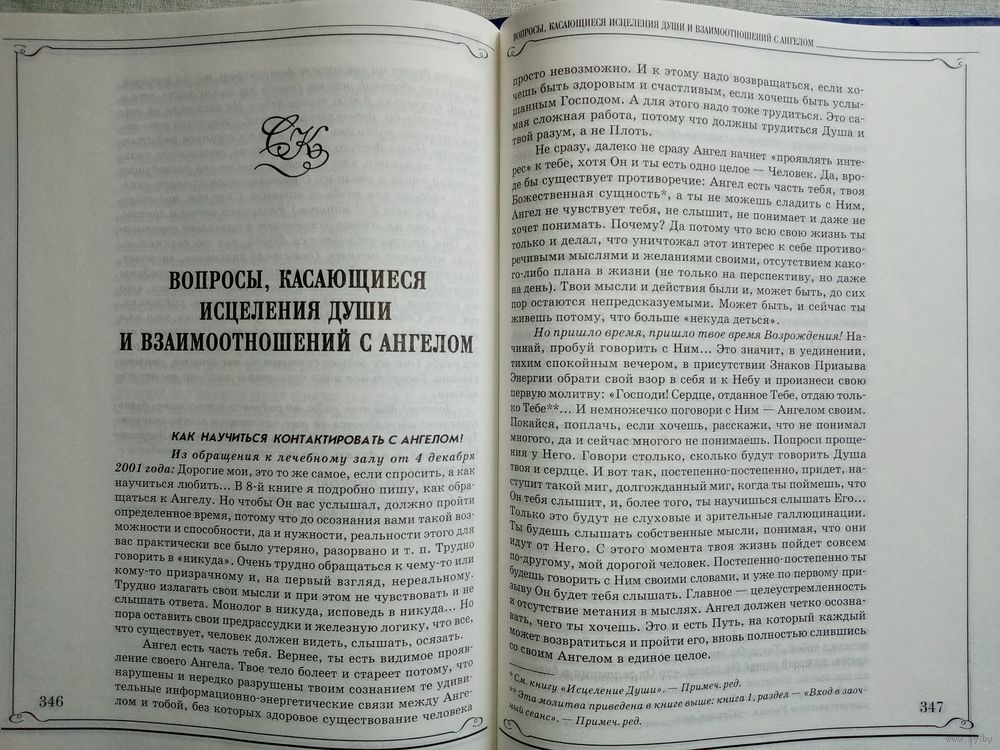 СК
ВОПРОСЫ, КАСАЮЩИЕСЯ
ИСЦЕЛЕНИЯ ДУШИ
И ВЗАИМООТНОШЕНИЙ С АНГЕЛОМ
КАК НАУЧИТЬСЯ КОНТАКТИРОВАТЬ С АНГЕЛОМ?
Из обращения к лечебному залу от 4 декабря
2001 года: Дорогие мои, это то же самое, если спросить, а как
научиться любить... В 8-й книге я подробно пишу, как обра-
щаться к Ангелу. Но чтобы Он вас услышал, должно пройти
определенное время, потому что до осознания вами такой воз-
можности и способности, да и нужности, реальности этого для
вас практически все было утеряно, разорвано и т. п. Трудно
говорить в «никуда». Очень трудно обращаться к чему-то или
кому-то призрачному и, на первый взгляд, нереальному.
Трудно излагать свои мысли и при этом не чувствовать и не
слышать ответа. Монолог в никуда, исповедь в никуда... Но
пора оставить свои предрассудки и железную логику, что все,
что существует, человек должен видеть, слышать, осязать.
Ангел есть часть тебя. Вернее, ты есть видимое прояв-
ление своего Ангела. Твое тело болеет и стареет потому, что
нарушены и нередко разрушены твоим сознанием те удиви-
тельные информационно-энергетические связи между Анге-
лом и тобой, без которых здоровое существование человека
346
ВОПРОСЫ, КАСАЮЩИЕСЯ ИСЦЕЛЕНИЯ ДУШИ И ВЗАИМООТНОШЕНИЙ С АНГЕЛОМ
просто невозможно. И к этому надо возвращаться, если хо-
чешь быть здоровым и счастливым, если хочешь быть услы-
шанным Господом. А для этого надо тоже трудиться. Это са-
мая сложная работа, потому что должны трудиться Душа и
твой разум, а не Плоть.
Не сразу, далеко не сразу Ангел начнет «проявлять инте-
рес» к тебе, хотя Он и ты есть одно целое — Человек. Да, вро-
де бы существует противоречие: Ангел есть часть тебя, твоя
Божественная сущность*, а ты не можешь сладить с Ним,
Ангел не чувствует тебя, не слышит, не понимает и даже не
хочет понимать. Почему? Да потому что всю свою жизнь ты
только и делал, что уничтожал этот интерес к себе противо-
речивыми мыслями и желаниями своими, отсутствием како-
го-либо плана в жизни (не только на перспективу, но даже
на день). Твои мысли и действия были и, может быть, до сих
пор остаются непредсказуемыми. Может быть, и сейчас ты
живешь потому, что больше «некуда деться».
Но пришло время, пришло твое время Возрождения! На-
чинай, пробуй говорить с Ним... Это значит, в уединении,
тихим спокойным вечером, в присутствии Знаков Призыва
Энергии обрати свой взор в себя и к Небу и произнеси свою
первую молитву: «Господи! Сердце, отданное Тебе, отдаю толь-
ко Тебе**... И немножечко поговори с Ним — Ангелом своим.
Покайся, поплачь, если хочешь, расскажи, что не понимал
многого, да и сейчас многого не понимаешь. Попроси проще-
ния у Него. Говори столько, сколько будут говорить Душа
твоя и сердце. И вот так, постепенно-постепенно, придет, на-
ступит такой миг, долгожданный миг, когда ты поймешь, что
Он тебя слышит, и, более того, ты научишься слышать Его...
Только это будут не слуховые и зрительные галлюцинации.
Ты будешь слышать собственные мысли, понимая, что они
идут от Него. С этого момента твоя жизнь пойдет совсем
по-другому, мой дорогой человек. Постепенно-постепенно ты
будешь говорить с Ним своими словами, и уже по первому при-
зыву Он будет тебя слышать. Главное — целеустремленность
и отсутствие метания в мыслях. Ангел должен четко осозна-
вать, чего ты хочешь. Это и есть Путь, на который каждый
может возвратиться и пройти его, вновь полностью слившись
со своим Ангелом в единое целое.
* См. книгу «Исцеление Души». — Примеч. ред.
** Эта молитва приведена в книге выше: книга 1, раздел — «Вход в заоч-
ный сеанс». — Примеч. ред.
347
www.ay.by